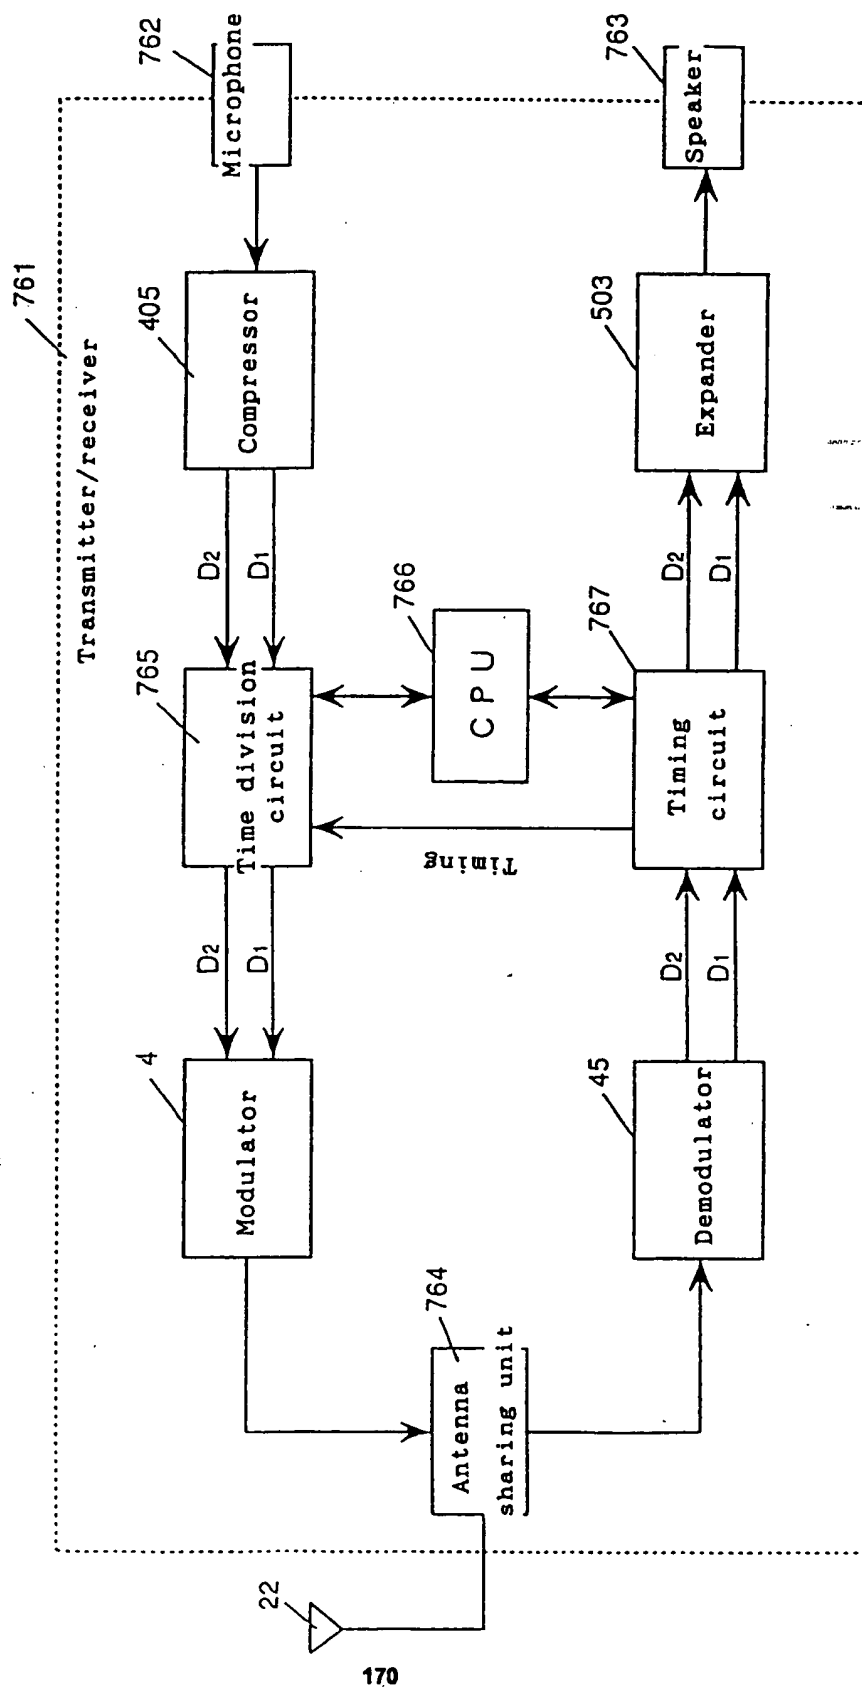 761
Transmitter/receiver
22
764
Antenna
sharing unit
4
Modulator
D2
D1
765
Time division
circuit
D2
D1
405
Compressor
762
Microphone
Timing
766
CPU
45
Demodulator
D2
D1
767
Timing
circuit
D2
D1
503
Expander
763
Speaker
170